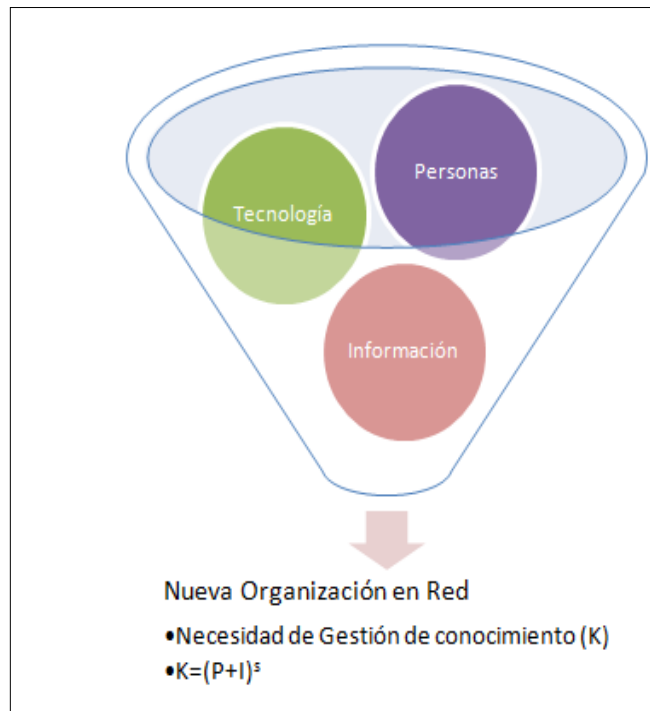 Personas
Tecnología
Información
Nueva Organización en Red
•Necesidad de Gestión de conocimiento (K)
•K=(P+I)ˢ